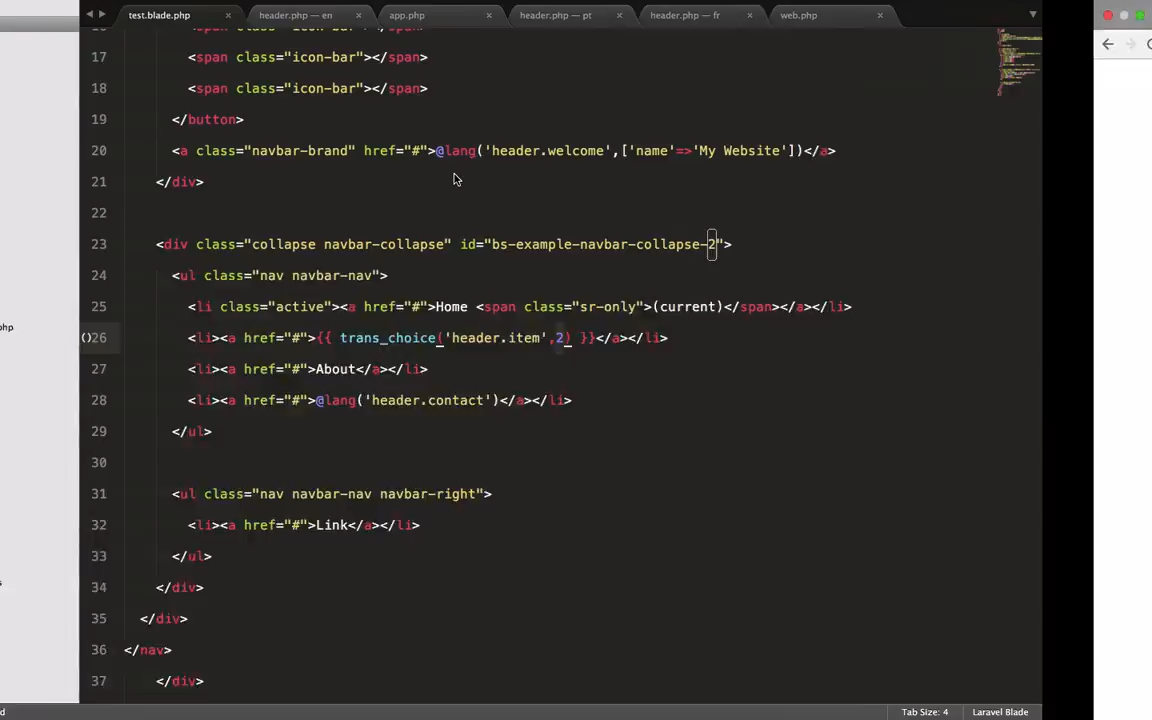 test.blade.php × header.php — en × app.php × header.php — pt × header.php — fr × web.php ×
17 <span class="icon-bar"></span>
18 <span class="icon-bar"></span>
19 </button>
20 <a class="navbar-brand" href="#">@lang('header.welcome',['name'=>'My Website'])</a>
21 </div>
22
23 <div class="collapse navbar-collapse" id="bs-example-navbar-collapse-2">
24 <ul class="nav navbar-nav">
25 <li class="active"><a href="#">Home <span class="sr-only">(current)</span></a></li>
()26 <li><a href="#">{{ trans_choice('header.item',2) }}</a></li>
27 <li><a href="#">About</a></li>
28 <li><a href="#">@lang('header.contact')</a></li>
29 </ul>
30
31 <ul class="nav navbar-nav navbar-right">
32 <li><a href="#">Link</a></li>
33 </ul>
34 </div>
35 </div>
36 </nav>
37 </div>
Tab Size: 4 Laravel Blade